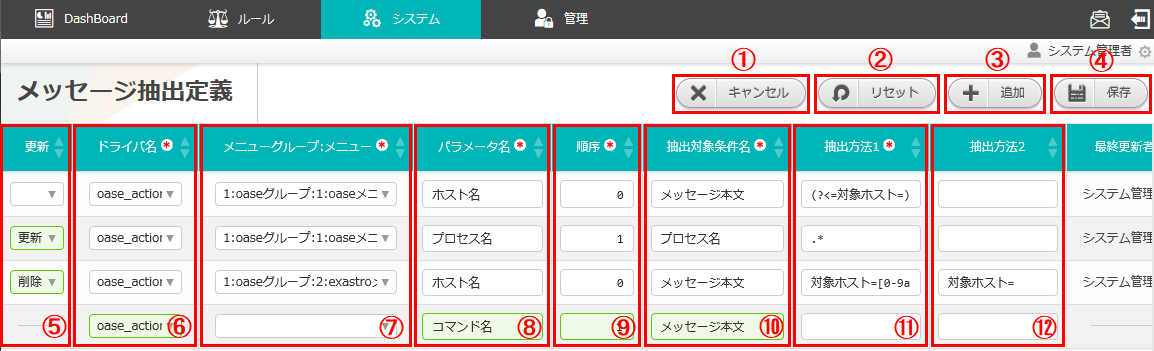 DashBoard ルール システム 管理
システム管理者
メッセージ抽出定義 ① ② ③ ④
キャンセル リセット 追加 保存
更新 ドライバ名 * メニューグループ:メニュー * パラメータ名 * 順序 * 抽出対象条件名 * 抽出方法1 * 抽出方法2 最終更新者
oase_action 1:oaseグループ:1:oaseメニ ホスト名 0 メッセージ本文 (?<=対象ホスト=) システム管理
更新 oase_action 1:oaseグループ:1:oaseメニ プロセス名 1 プロセス名 .* システム管理
削除 oase_action 1:oaseグループ:2:exastro ホスト名 0 メッセージ本文 対象ホスト=[0-9a 対象ホスト= システム管理
⑤ oase_action ⑥ ⑦ コマンド名 ⑧ ⑨ メッセージ本文 ⑩ ⑪ ⑫